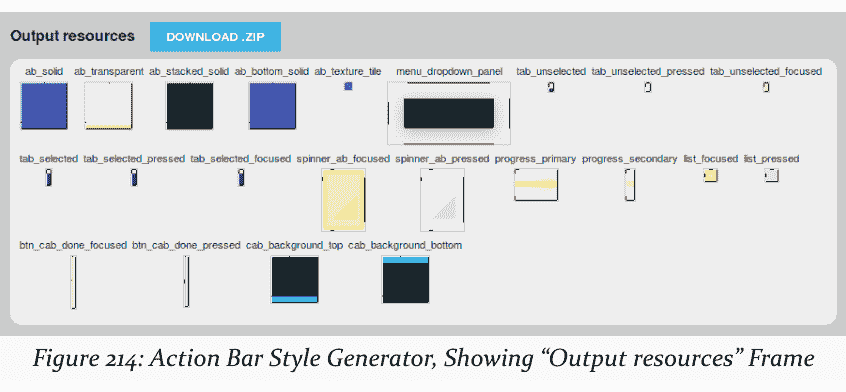 Output resources DOWNLOAD .ZIP
ab_solid ab_transparent ab_stacked_solid ab_bottom_solid ab_texture_tile menu_dropdown_panel tab_unselected tab_unselected_pressed tab_unselected_focused
tab_selected tab_selected_pressed tab_selected_focused spinner_ab_focused spinner_ab_pressed progress_primary progress_secondary list_focused list_pressed
btn_cab_done_focused btn_cab_done_pressed cab_background_top cab_background_bottom
Figure 214: Action Bar Style Generator, Showing “Output resources” Frame